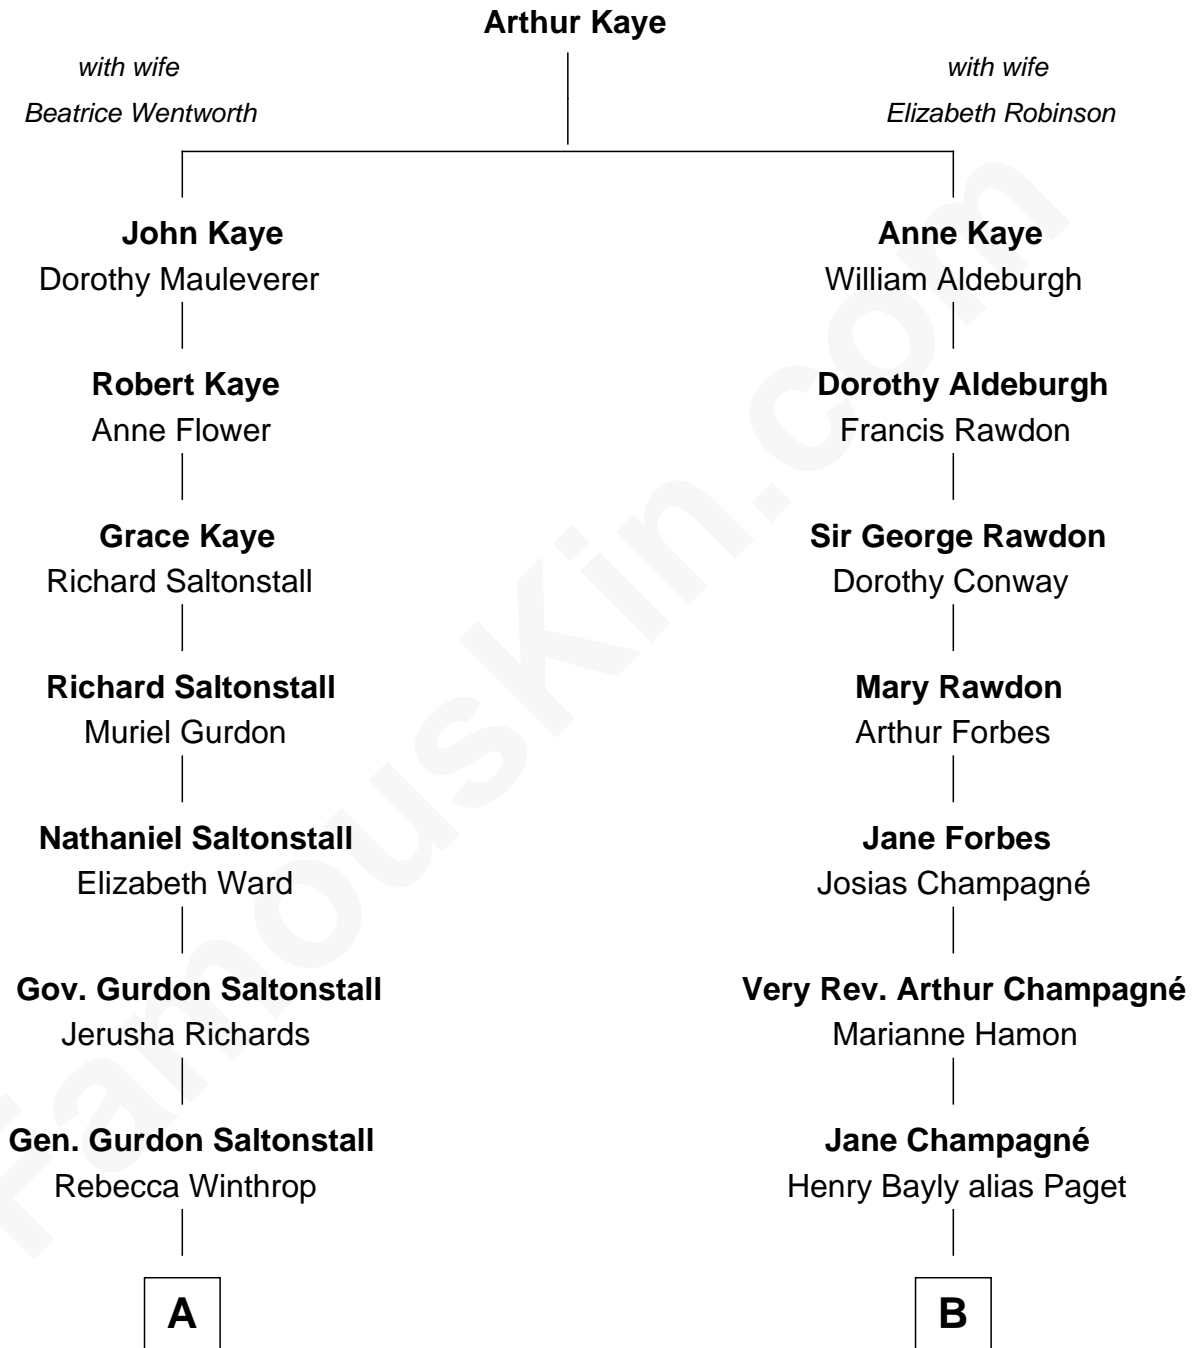 Arthur Kaye
with wife
Beatrice Wentworth
with wife
Elizabeth Robinson
John Kaye
Dorothy Mauleverer
Anne Kaye
William Aldeburgh
Robert Kaye
Anne Flower
Dorothy Aldeburgh
Francis Rawdon
Grace Kaye
Richard Saltonstall
Sir George Rawdon
Dorothy Conway
Richard Saltonstall
Muriel Gurdon
Mary Rawdon
Arthur Forbes
Nathaniel Saltonstall
Elizabeth Ward
Jane Forbes
Josias Champagné
Gov. Gurdon Saltonstall
Jerusha Richards
Very Rev. Arthur Champagné
Marianne Hamon
Gen. Gurdon Saltonstall
Rebecca Winthrop
Jane Champagné
Henry Bayly alias Paget
A
B
FamousKin.com